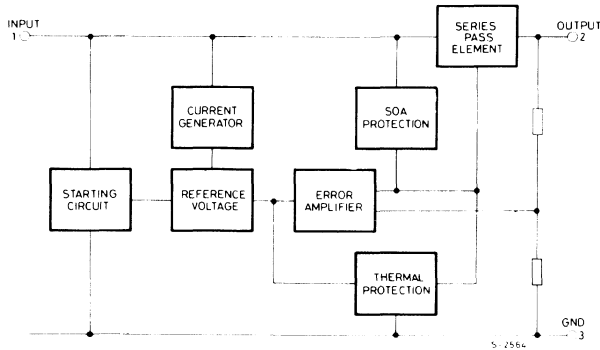 INPUT
1
SERIES
PASS
ELEMENT
OUTPUT
2
CURRENT
GENERATOR
SOA
PROTECTION
STARTING
CIRCUIT
REFERENCE
VOLTAGE
ERROR
AMPLIFIER
THERMAL
PROTECTION
GND
3
S-2564